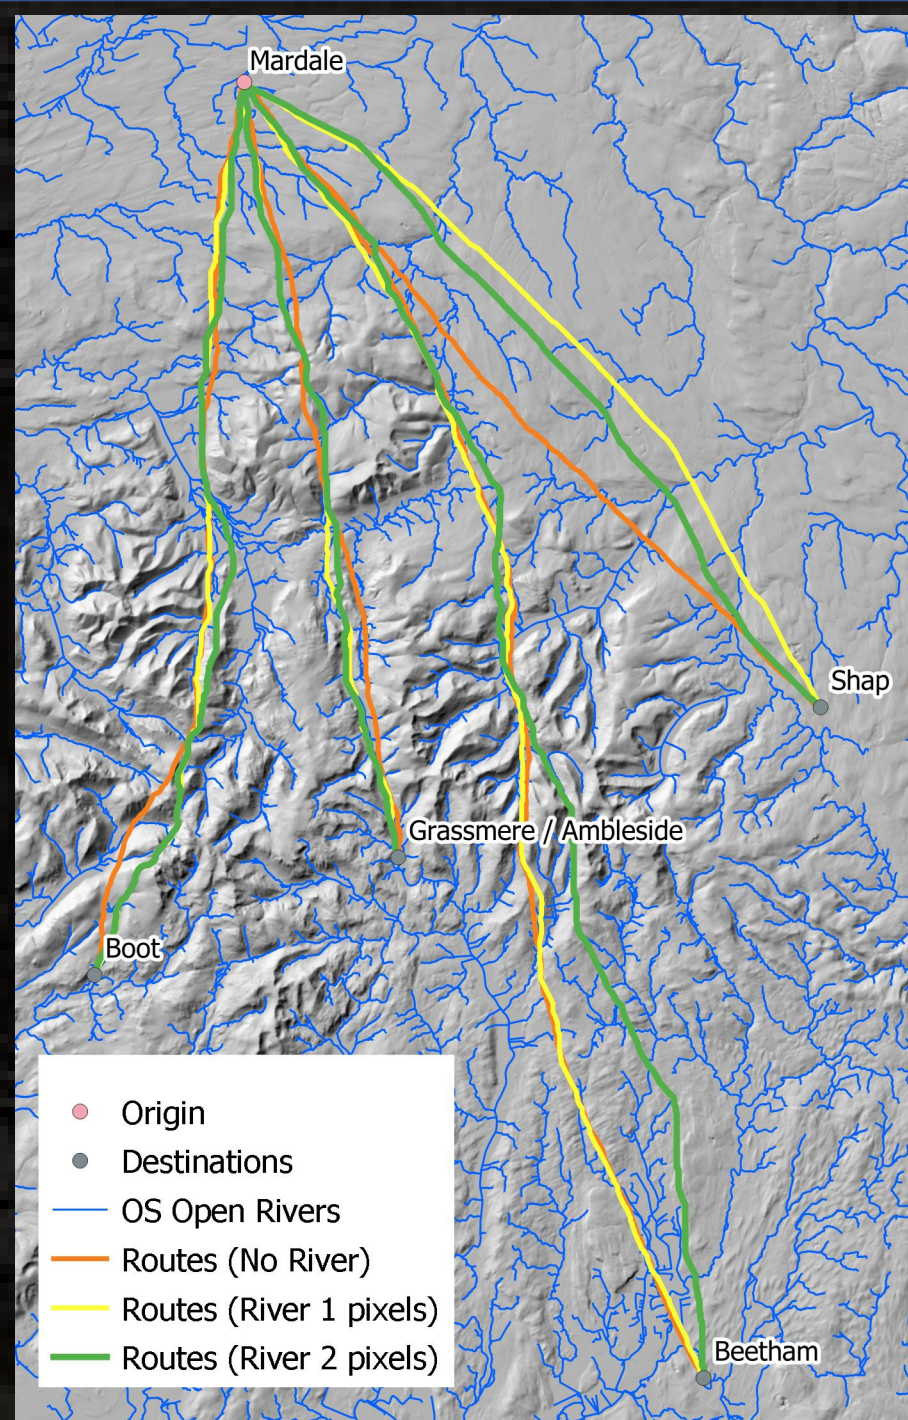 Mardale
Shap
Grassmere / Ambleside
Boot
Origin
Destinations
OS Open Rivers
Routes (No River)
Routes (River 1 pixels)
Routes (River 2 pixels)
Beetham